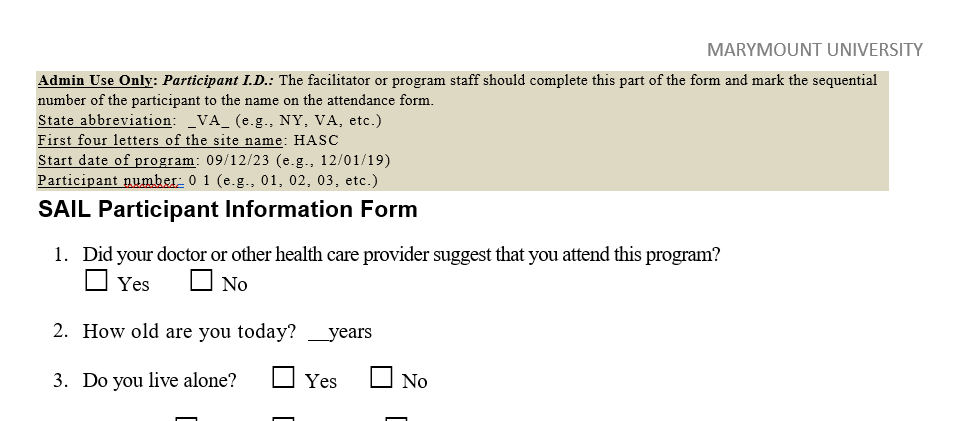 MARYMOUNT UNIVERSITY
Admin Use Only: Participant I.D.: The facilitator or program staff should complete this part of the form and mark the sequential
number of the participant to the name on the attendance form.
State abbreviation: _VA_ (e.g., NY, VA, etc.)
First four letters of the site name: HASC
Start date of program: 09/12/23 (e.g., 12/01/19)
Participant number: 0 1 (e.g., 01, 02, 03, etc.)
SAIL Participant Information Form
1. Did your doctor or other health care provider suggest that you attend this program?
☐ Yes ☐ No
2. How old are you today? __years
3. Do you live alone? ☐ Yes ☐ No